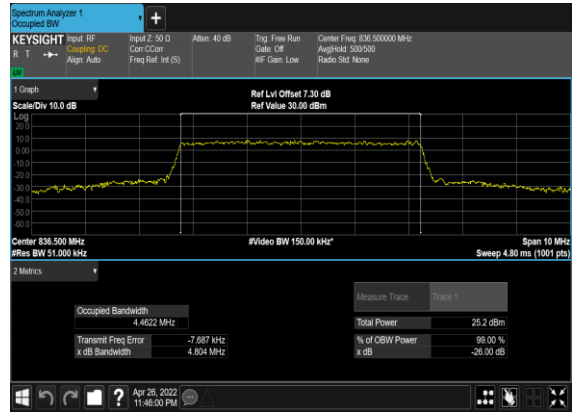 Spectrum Analyzer 1
Occupied BW
+
KEYSIGHT Input: RF Input Z: 50 Ω Atten: 40 dB Trig: Free Run Center Freq: 836.500000 MHz
R T Coupling: DC Corr CCorr Gate: Off Avg|Hold: 500/500
Align: Auto Freq Ref: Int (S) #IF Gain: Low Radio Std: None
1 Graph
Scale/Div 10.0 dB Ref Lvl Offset 7.30 dB
Ref Value 30.00 dBm
Log
20.0
10.0
0.00
-10.0
-20.0
-30.0
-40.0
-50.0
-60.0
Center 836.500 MHz #Video BW 150.00 kHz* Span 10 MHz
#Res BW 51.000 kHz Sweep 4.80 ms (1001 pts)
2 Metrics
Measure Trace Trace 1
Occupied Bandwidth
4.4622 MHz Total Power 25.2 dBm
Transmit Freq Error -7.687 kHz % of OBW Power 99.00 %
x dB Bandwidth 4.804 MHz x dB -26.00 dB
? Apr 26, 2022
11:46:00 PM